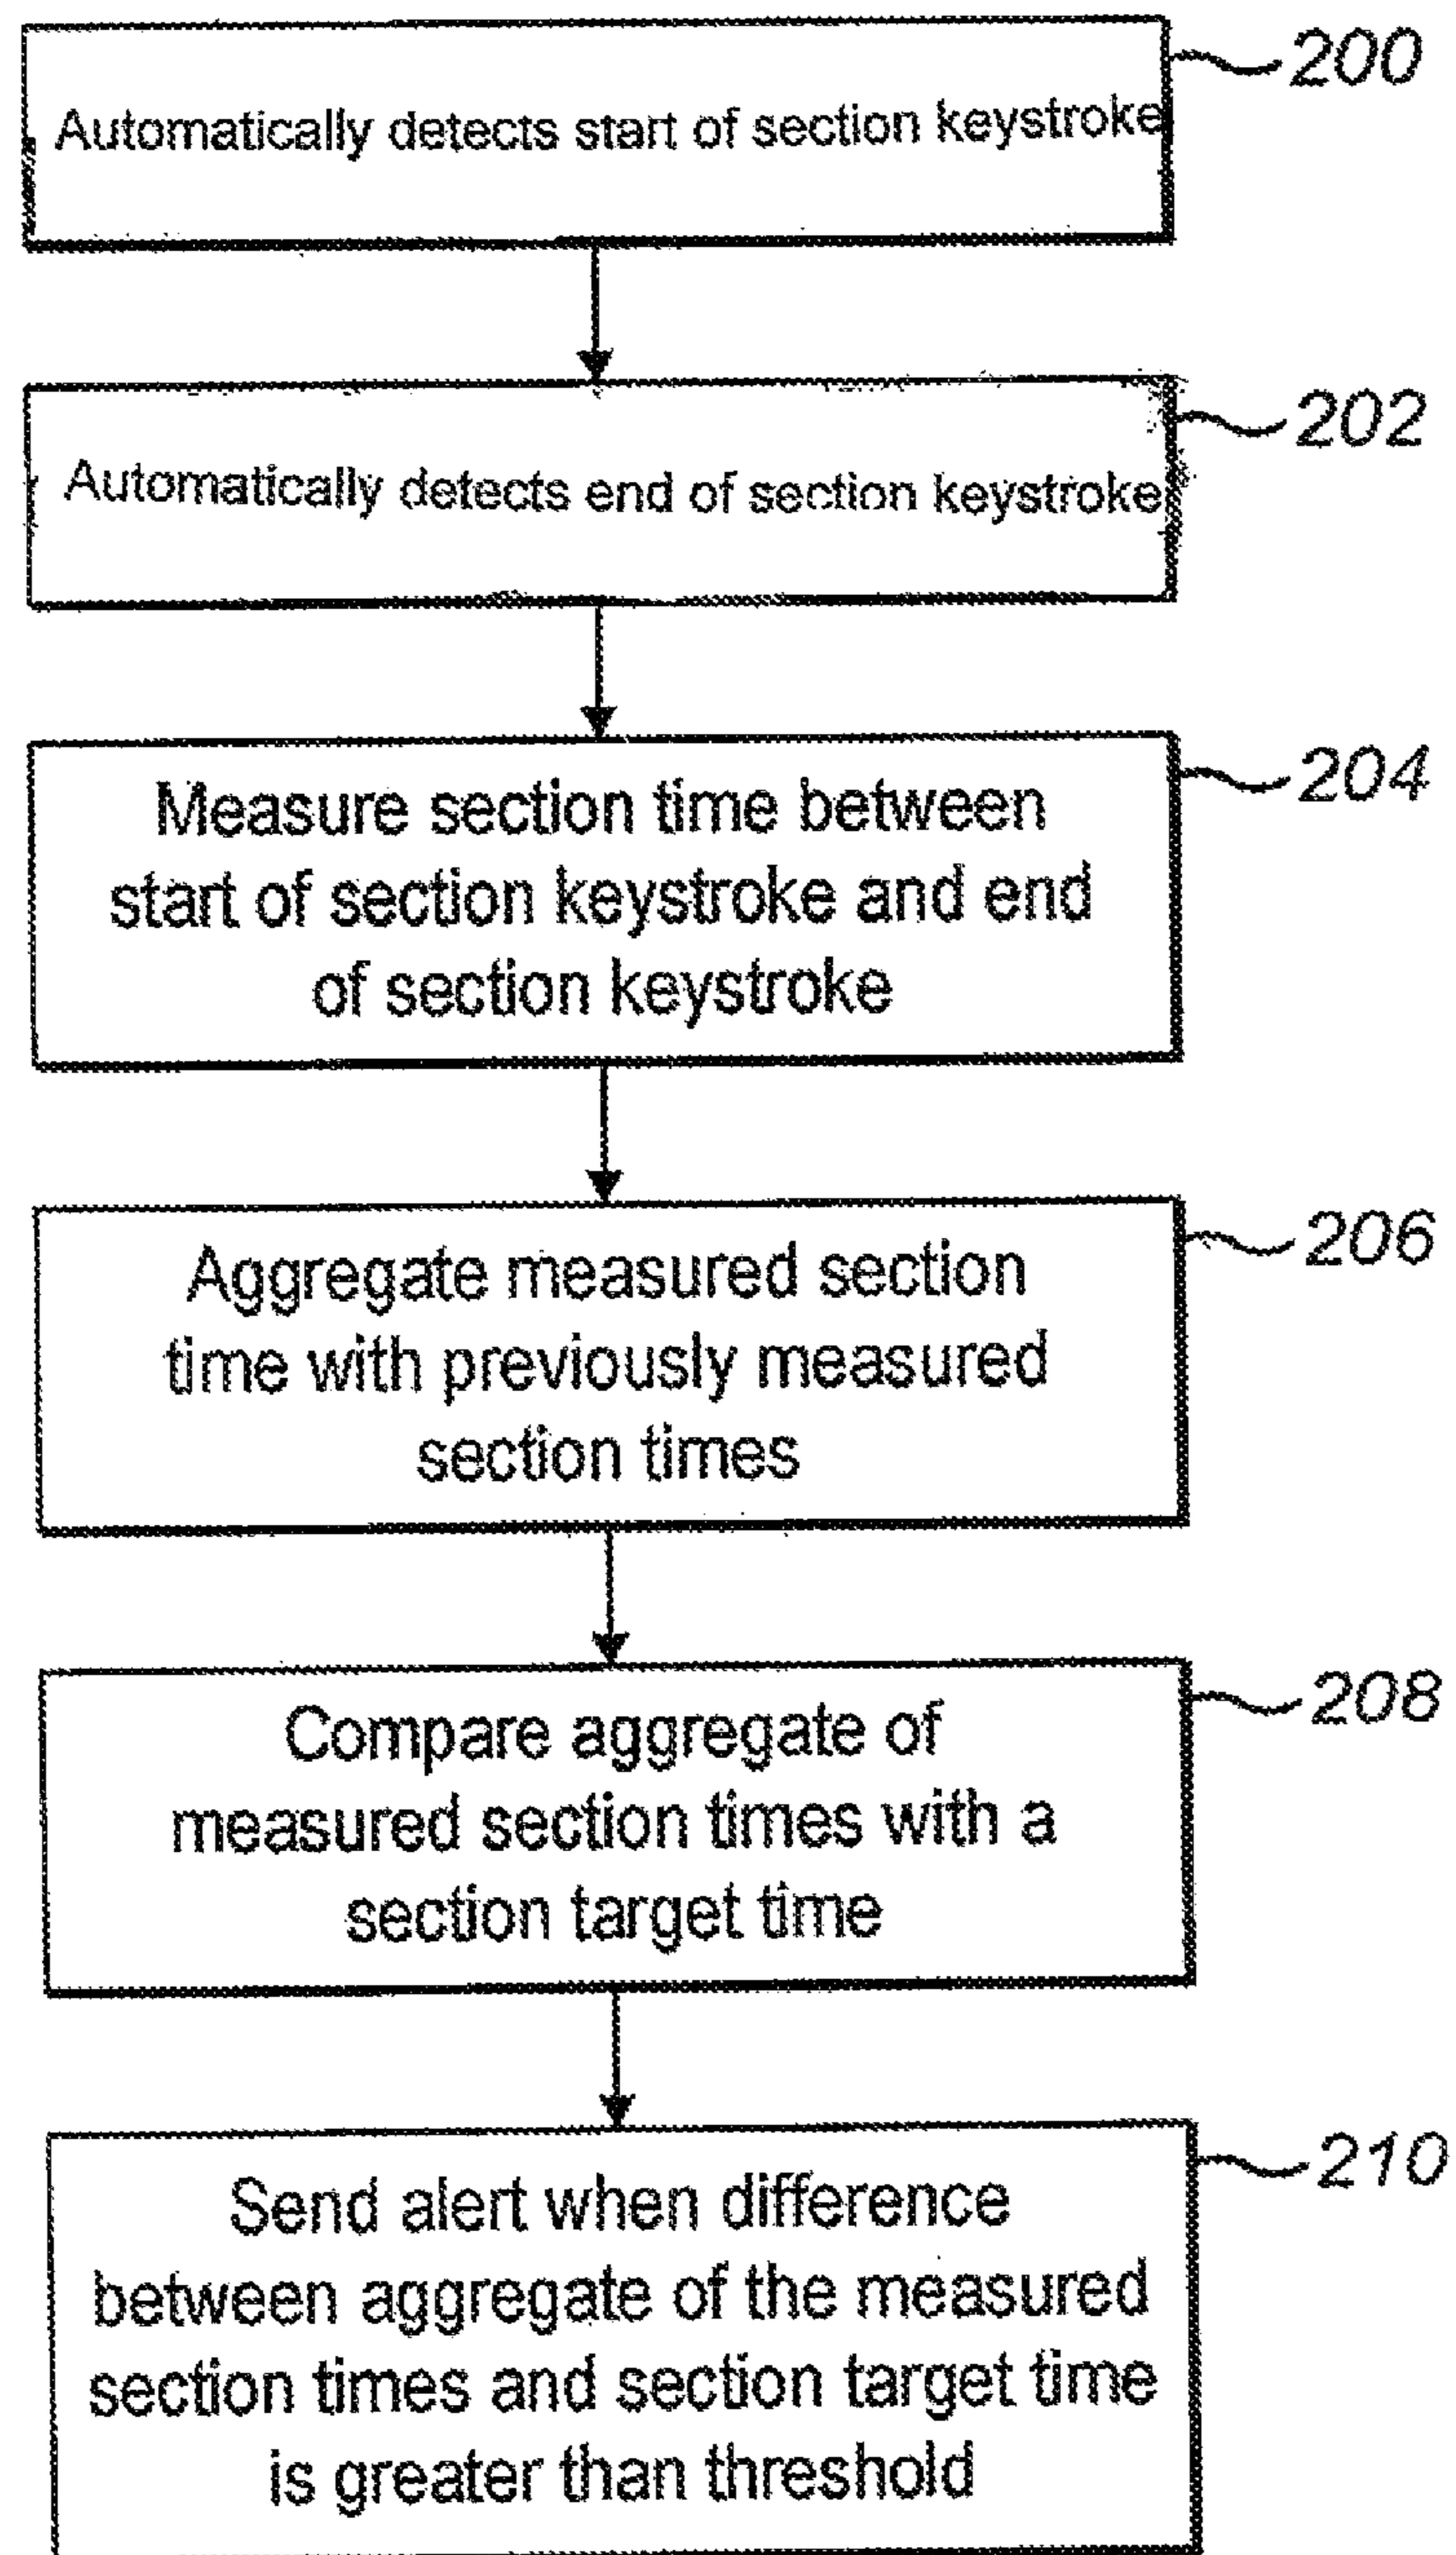 200
Automatically detects start of section keystroke
202
Automatically detects end of section keystroke
204
Measure section time between
start of section keystroke and end
of section keystroke
206
Aggregate measured section
time with previously measured
section times
208
Compare aggregate of
measured section times with a
section target time
210
Send alert when difference
between aggregate of the measured
section times and section target time
is greater than threshold